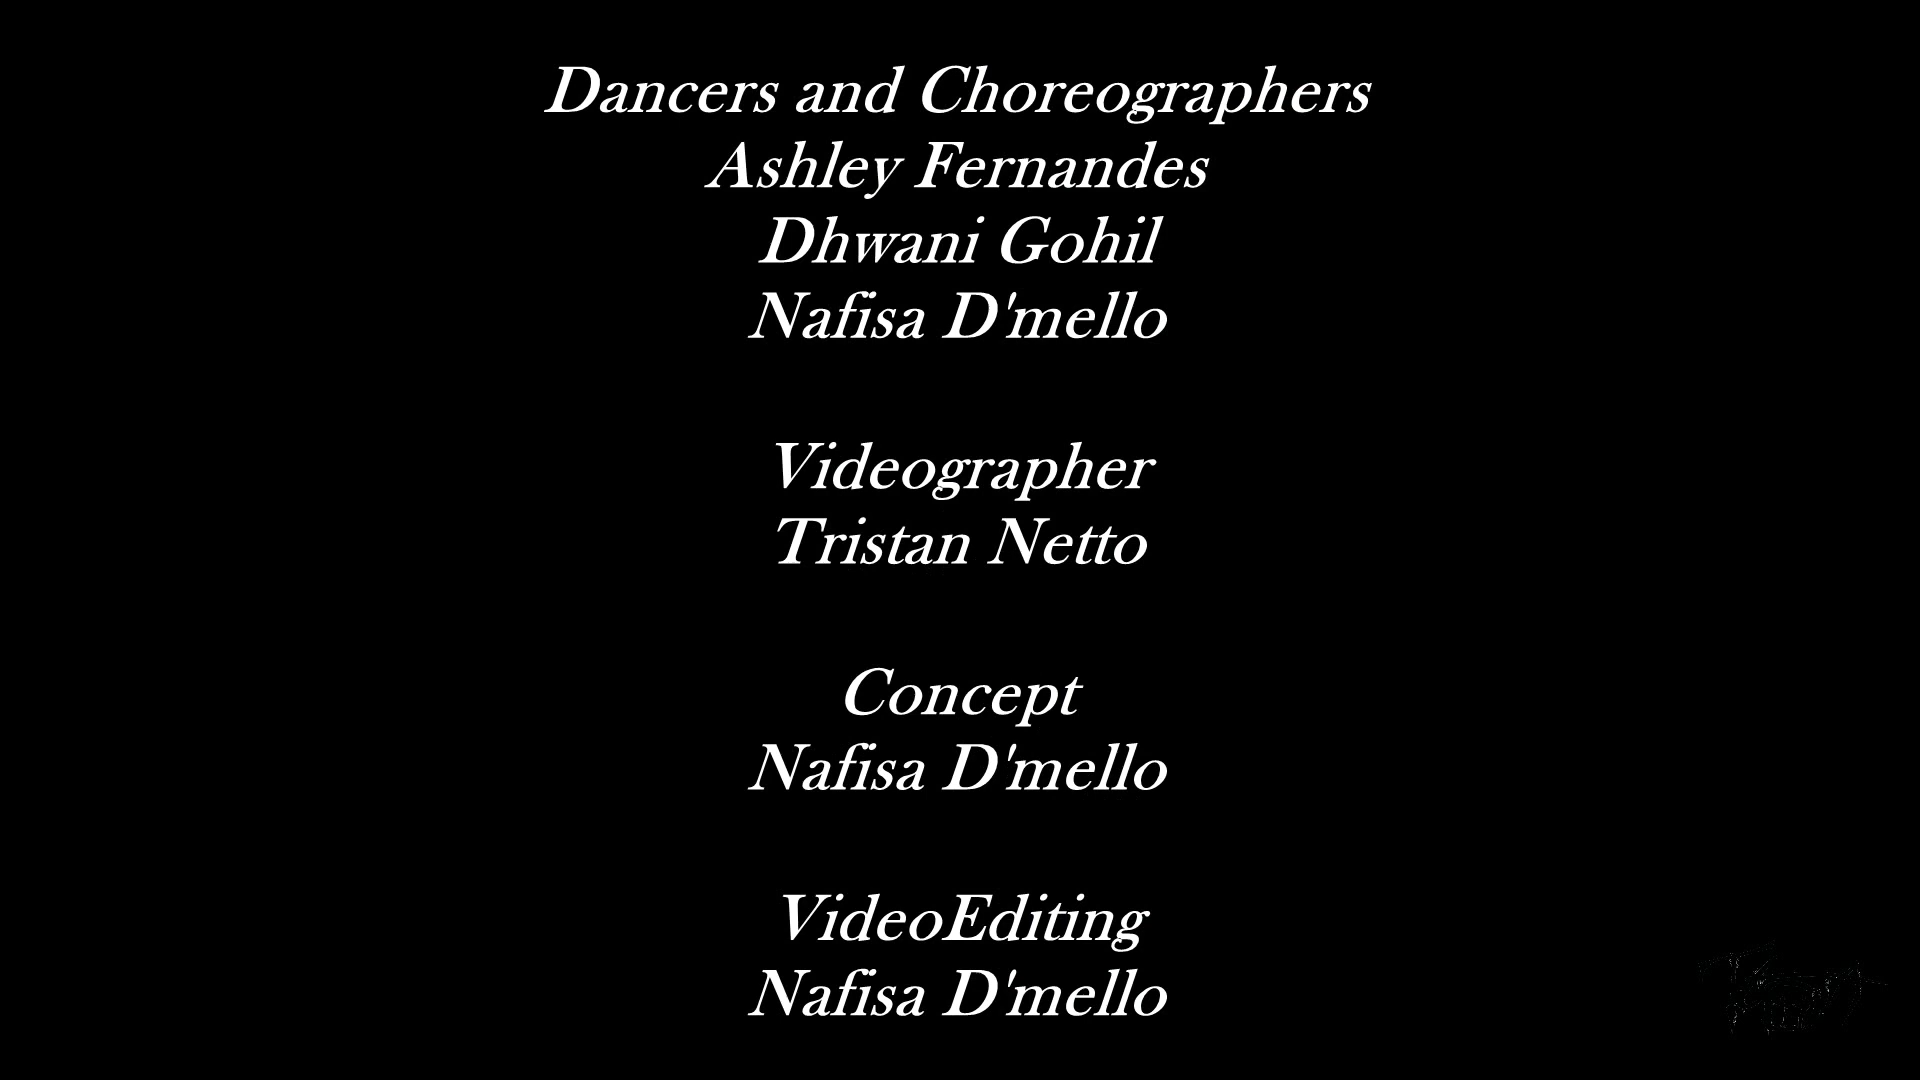 Dancers and Choreographers
Ashley Fernandes
Dhwani Gohil
Nafisa D'mello
Videographer
Tristan Netto
Concept
Nafisa D'mello
VideoEditing
Nafisa D'mello